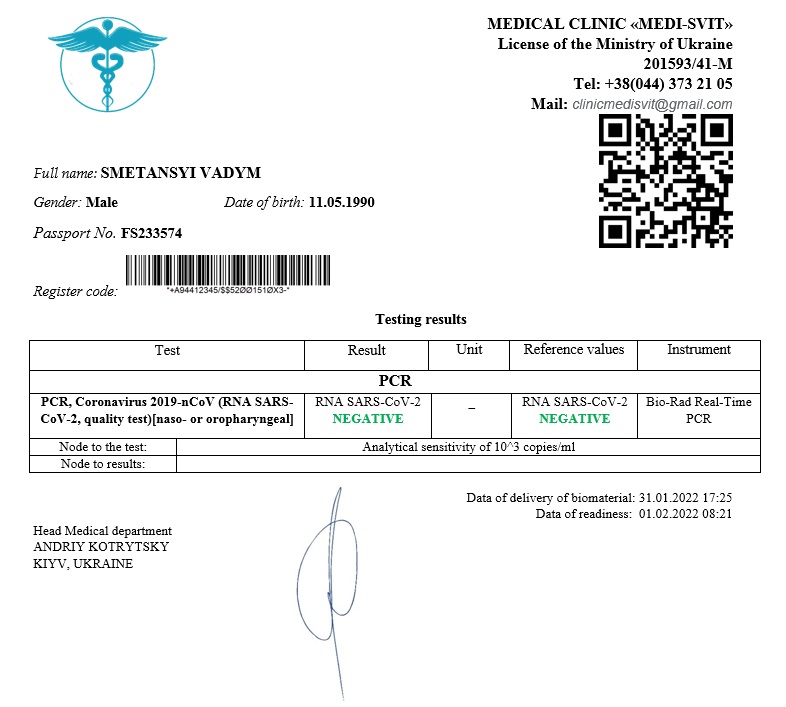 MEDICAL CLINIC «MEDI-SVIT»
License of the Ministry of Ukraine
201593/41-M
Tel: +38(044) 373 21 05
Mail: clinicmedisvit@gmail.com
Full name: SMETANSYI VADYM
Gender: Male Date of birth: 11.05.1990
Passport No. FS233574
Register code: *+A94412345/$$52ØØ151ØX3-*
Testing results
Test Result Unit Reference values Instrument
PCR
PCR, Coronavirus 2019-nCoV (RNA SARS- RNA SARS-CoV-2 – RNA SARS-CoV-2 Bio-Rad Real-Time
CoV-2, quality test)[naso- or oropharyngeal] NEGATIVE NEGATIVE PCR
Node to the test: Analytical sensitivity of 10^3 copies/ml
Node to results:
Data of delivery of biomaterial: 31.01.2022 17:25
Data of readiness: 01.02.2022 08:21
Head Medical department
ANDRIY KOTRYTSKY
KIYV, UKRAINE